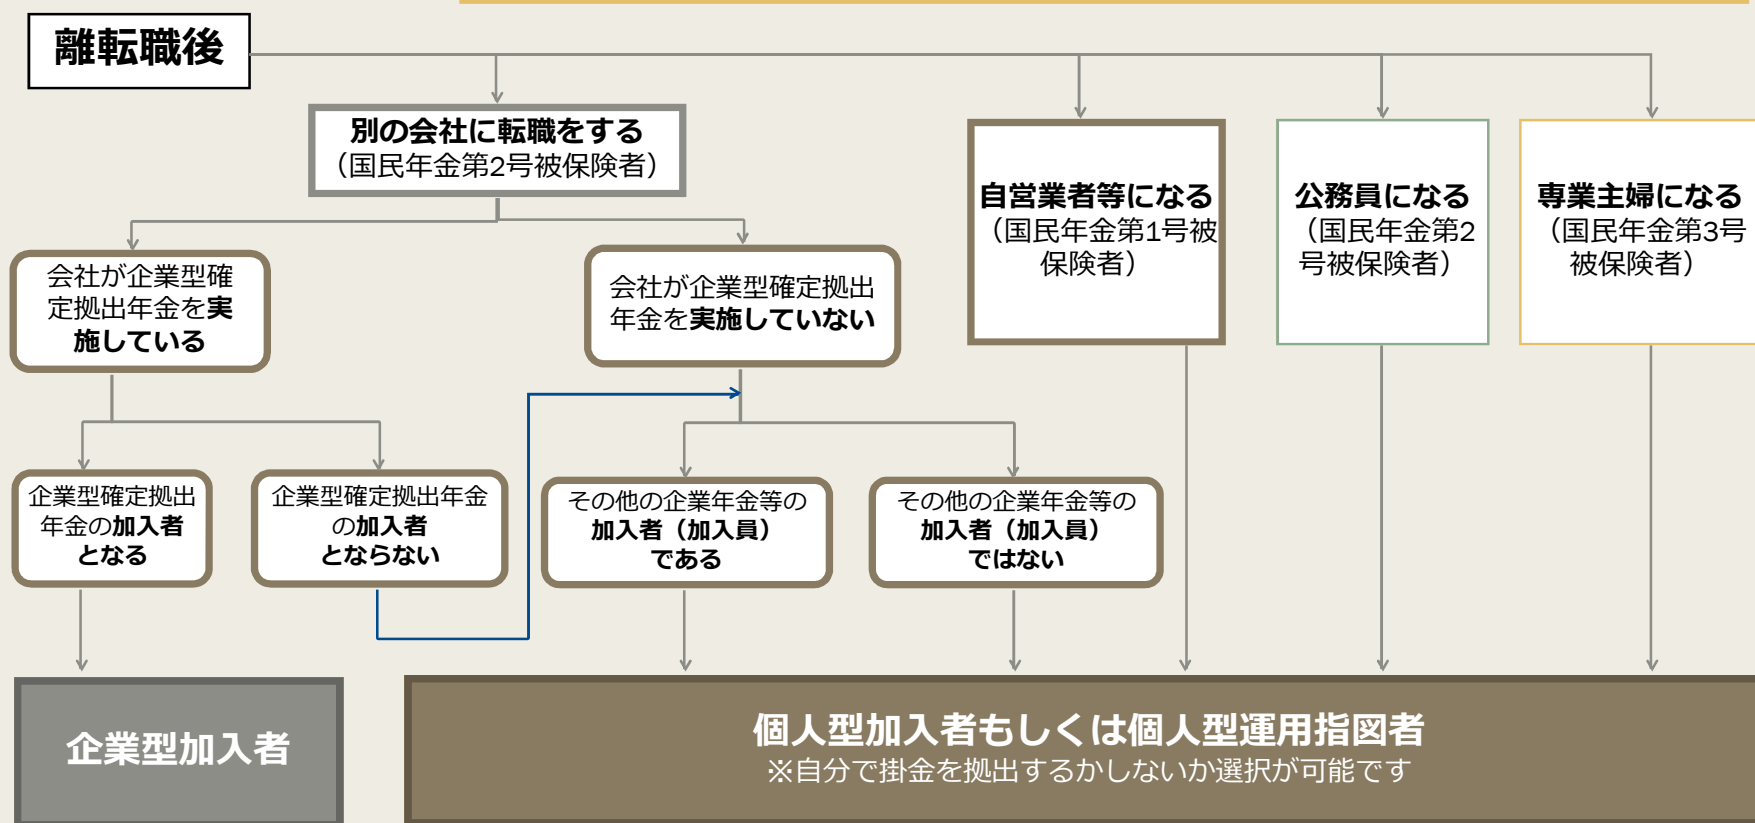 離転職後
別の会社に転職をする
（国民年金第2号被保険者）
自営業者等になる
（国民年金第1号被
保険者）
公務員になる
（国民年金第2
号被保険者）
専業主婦になる
（国民年金第3号
被保険者）
会社が企業型確
定拠出年金を実
施している
会社が企業型確定拠出
年金を実施していない
企業型確定拠出
年金の加入者
となる
企業型確定拠出年金
の加入者
とならない
その他の企業年金等の
加入者（加入員）
である
その他の企業年金等の
加入者（加入員）
ではない
企業型加入者
個人型加入者もしくは個人型運用指図者
※自分で掛金を拠出するかしないか選択が可能です